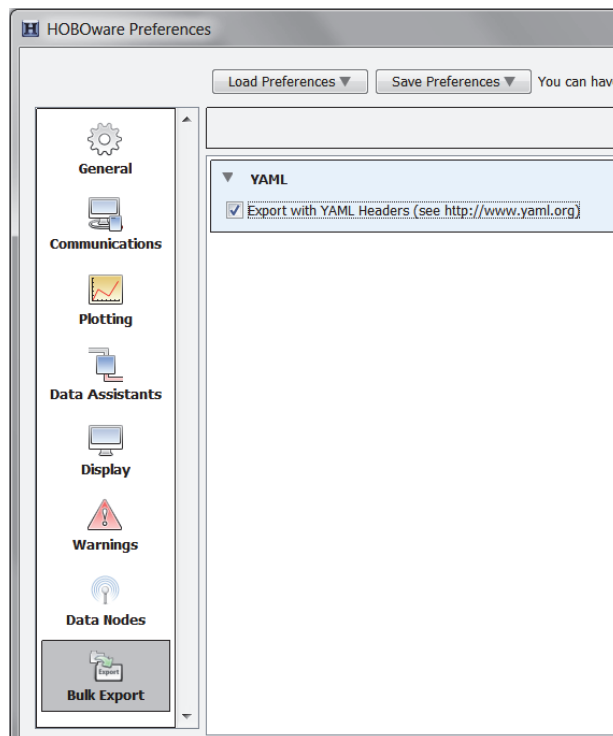 HOBOware Preferences
Load Preferences ▼ Save Preferences ▼ You can hav
General
Communications
Plotting
Data Assistants
Display
Warnings
Data Nodes
Export
Bulk Export
YAML
Export with YAML Headers (see http://www.yaml.org)